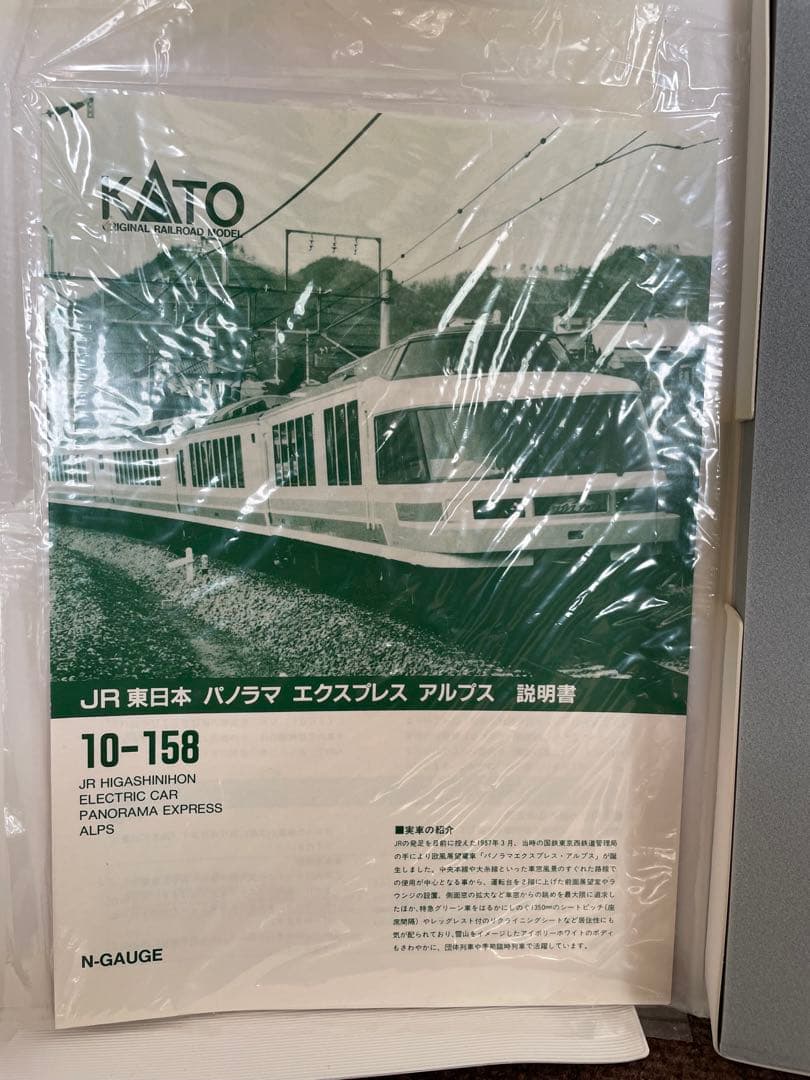 KATO
ORIGINAL RAILROAD MODEL
JR 東日本 パノラマ エクスプレス アルプス 説明書
10-158
JR HIGASHINIHON
ELECTRIC CAR
PANORAMA EXPRESS
ALPS
■実車の紹介
JRの発足を目前に控えた1987年3月、当時の国鉄東京西鉄道管理局
の手により欧風展望電車「パノラマエクスプレス・アルプス」が誕
生しました。中央本線や大糸線といった車窓風景のすぐれた路線で
の使用が中心となる事から、運転台を2階に上げた前面展望室やラ
ウンジの設置、側面窓の拡大など車窓からの眺めを最大限に追求し
たほか、特急グリーン車をはるかにしのぐ1350mmのシートピッチ(座
席間隔)やレッグレスト付のリクライニングシートなど居住性にも
気が配られており、雪山をイメージしたアイボリーホワイトのボディ
もさわやかに、団体列車や季節臨時列車で活躍しています。
N-GAUGE